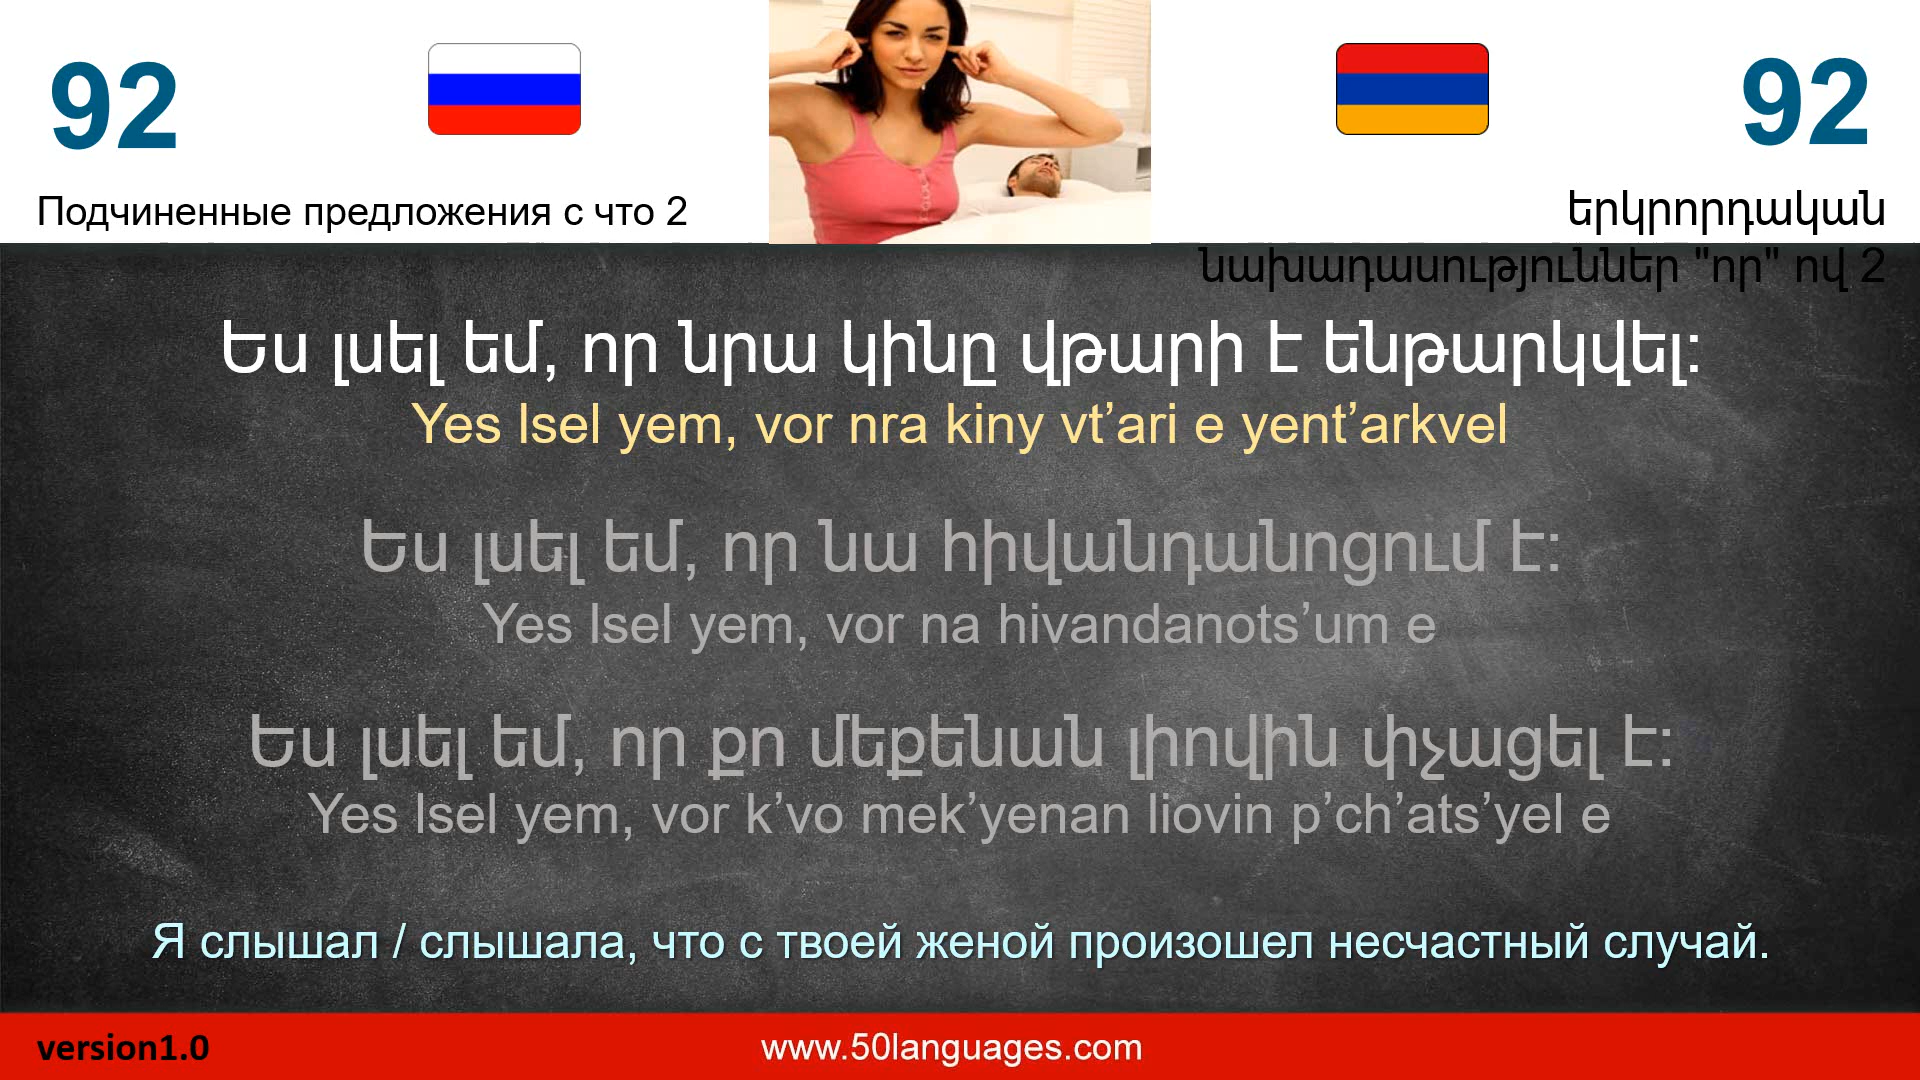 92
92
Подчиненные предложения с что 2
երկրորդական
նախադասություններ "որ" ով 2
Ես լսել եմ, որ նրա կինը վթարի է ենթարկվել:
Yes lsel yem, vor nra kiny vt’ari e yent’arkvel
Ես լսել եմ, որ նա հիվանդանոցում է:
Yes lsel yem, vor na hivandanots’um e
Ես լսել եմ, որ քո մեքենան լիովին փչացել է:
Yes lsel yem, vor k’vo mek’yenan liovin p’ch’ats’yel e
Я слышал / слышала, что с твоей женой произошел несчастный случай.
version1.0
www.50languages.com